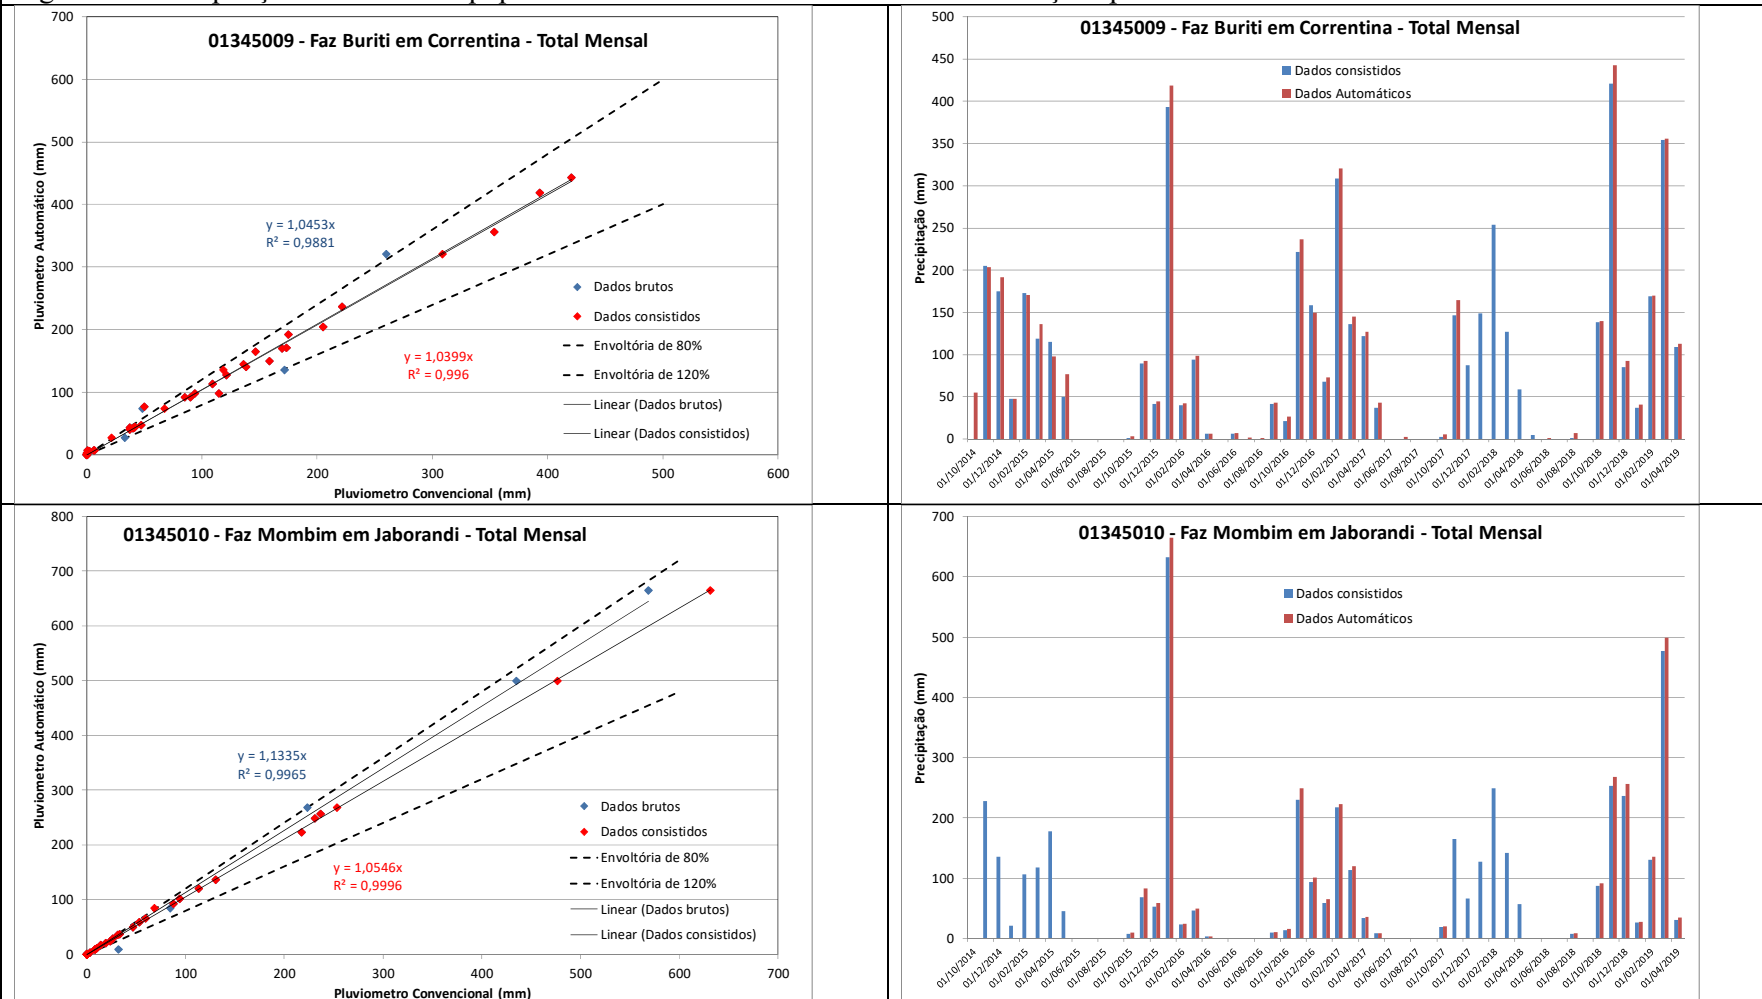 01345009 - Faz Buriti em Correntina - Total Mensal
700
600
500
400
300
200
100
0
Pluviometro Automático (mm)
y = 1,0453x
R² = 0,9881
y = 1,0399x
R² = 0,996
Dados brutos
Dados consistidos
Envoltória de 80%
Envoltória de 120%
Linear (Dados brutos)
Linear (Dados consistidos)
0 100 200 300 400 500 600
Pluviometro Convencional (mm)
01345009 - Faz Buriti em Correntina - Total Mensal
500
450
400
350
300
250
200
150
100
50
0
Precipitação (mm)
Dados consistidos
Dados Automáticos
01/10/2014 01/12/2014 01/02/2015 01/04/2015 01/06/2015 01/08/2015 01/10/2015 01/12/2015 01/02/2016 01/04/2016 01/06/2016 01/08/2016 01/10/2016 01/12/2016 01/02/2017 01/04/2017 01/06/2017 01/08/2017 01/10/2017 01/12/2017 01/02/2018 01/04/2018 01/06/2018 01/08/2018 01/10/2018 01/12/2018 01/02/2019 01/04/2019
01345010 - Faz Mombim em Jaborandi - Total Mensal
800
700
600
500
400
300
200
100
0
Pluviometro Automático (mm)
y = 1,1335x
R² = 0,9965
y = 1,0546x
R² = 0,9996
Dados brutos
Dados consistidos
Envoltória de 80%
Envoltória de 120%
Linear (Dados brutos)
Linear (Dados consistidos)
0 100 200 300 400 500 600 700
Pluviometro Convencional (mm)
01345010 - Faz Mombim em Jaborandi - Total Mensal
700
600
500
400
300
200
100
0
Precipitação (mm)
Dados consistidos
Dados Automáticos
01/10/2014 01/12/2014 01/02/2015 01/04/2015 01/06/2015 01/08/2015 01/10/2015 01/12/2015 01/02/2016 01/04/2016 01/06/2016 01/08/2016 01/10/2016 01/12/2016 01/02/2017 01/04/2017 01/06/2017 01/08/2017 01/10/2017 01/12/2017 01/02/2018 01/04/2018 01/06/2018 01/08/2018 01/10/2018 01/12/2018 01/02/2019 01/04/2019